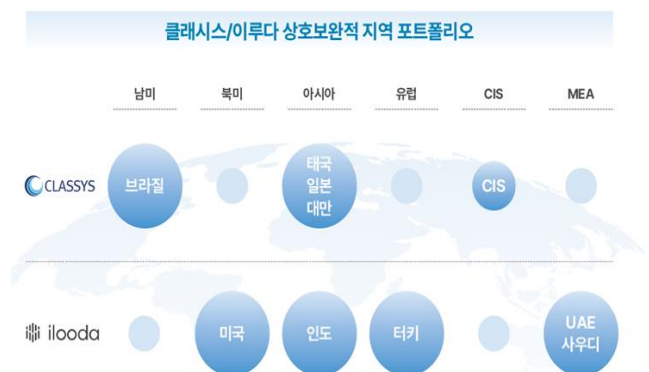 클래시스/이루다 상호보완적 지역 포트폴리오
남미 북미 아시아 유럽 CIS MEA
CLASSYS
브라질
태국
일본
대만
CIS
ilooda
미국
인도
터키
UAE
사우디